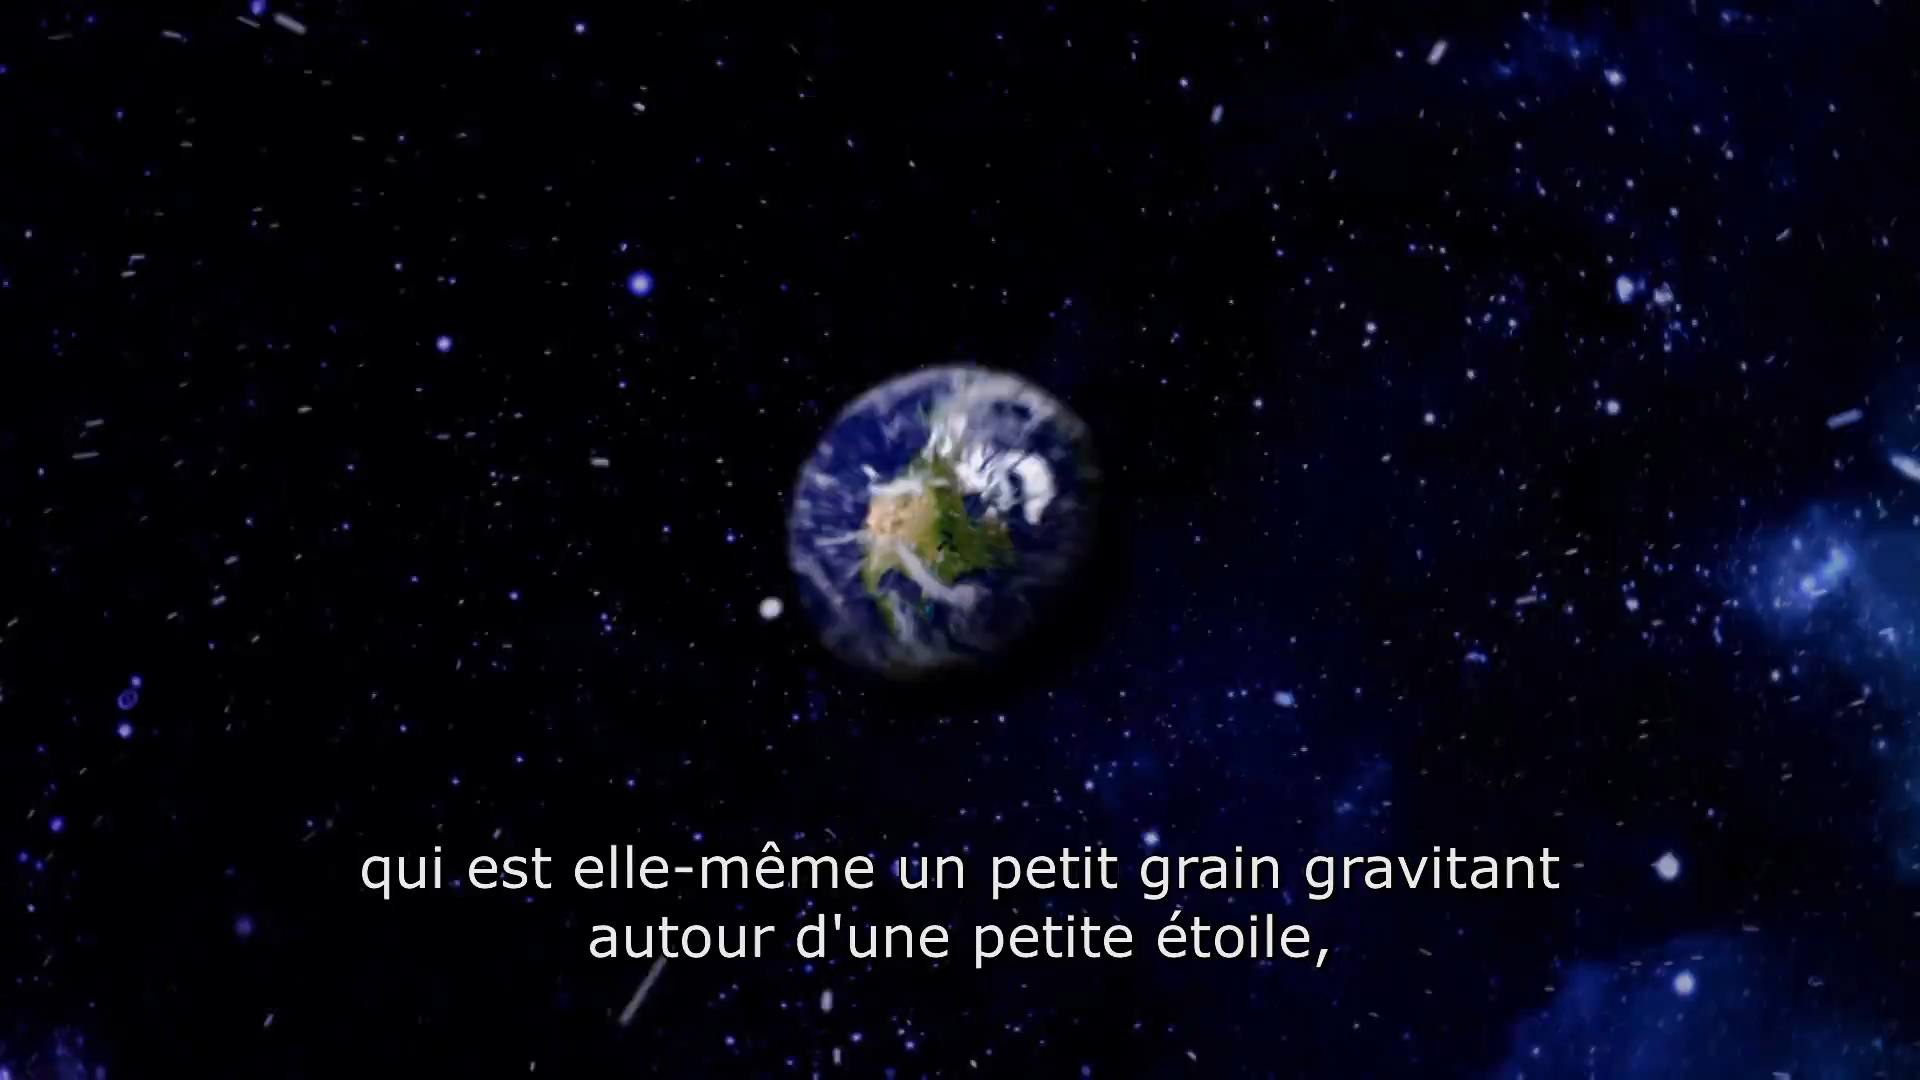 qui est elle-même un petit grain gravitant
autour d'une petite étoile,